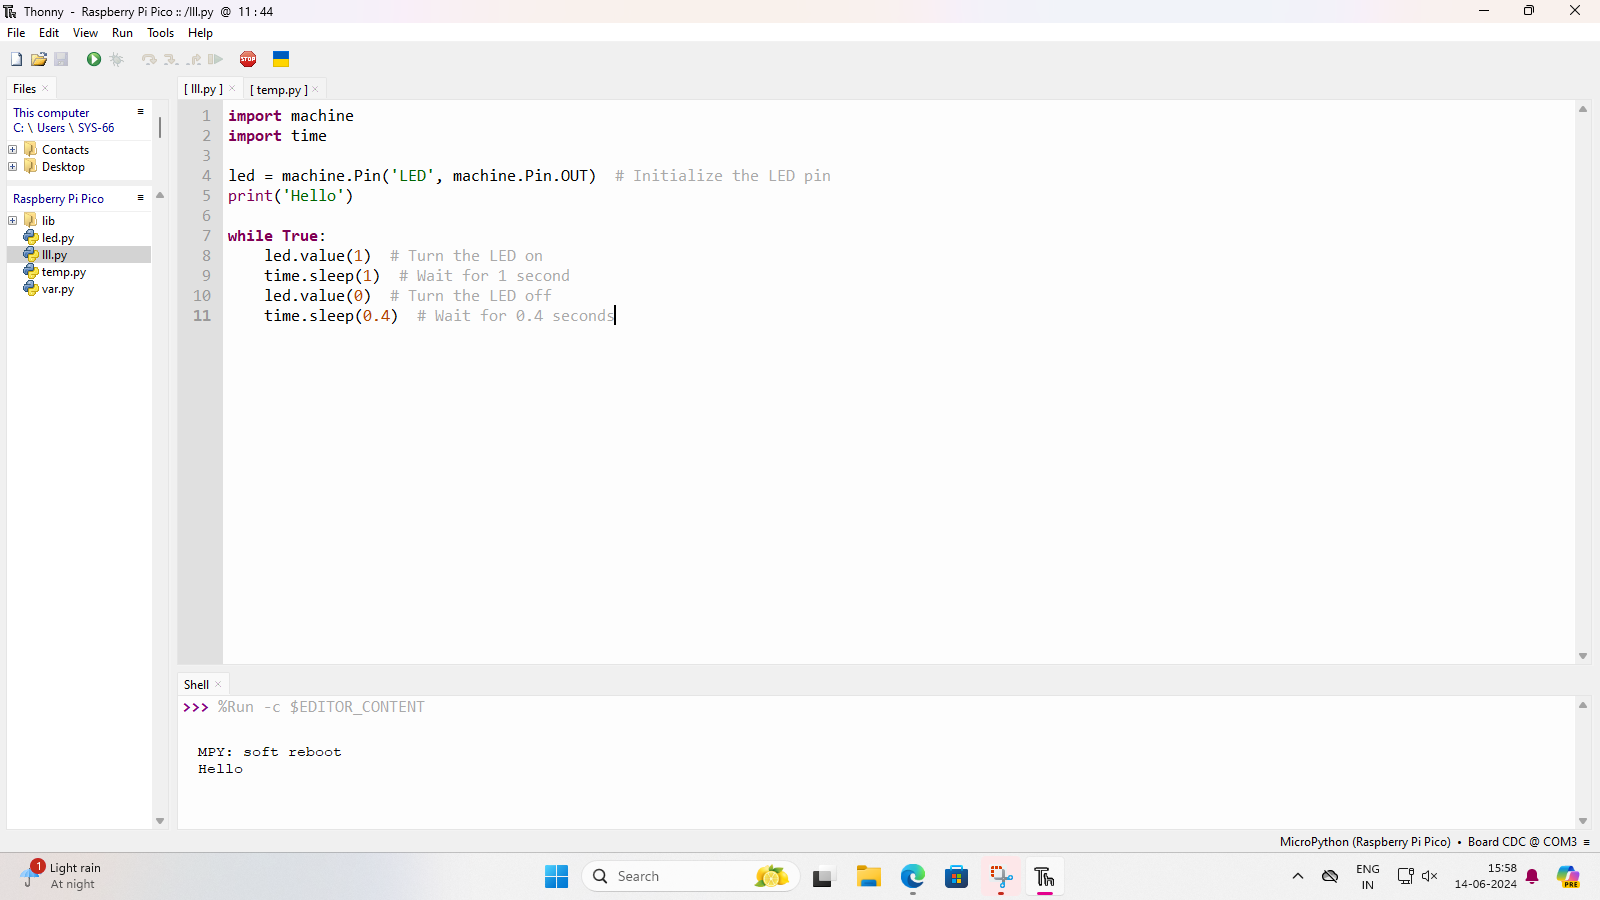 Thonny - Raspberry Pi Pico :: /lll.py @ 11 : 44
File Edit View Run Tools Help
STOP
Files
This computer
C: \ Users \ SYS-66
Contacts
Desktop
Raspberry Pi Pico
lib
led.py
lll.py
temp.py
var.py
[ lll.py ] [ temp.py ]
1 import machine
2 import time
3
4 led = machine.Pin('LED', machine.Pin.OUT)  # Initialize the LED pin
5 print('Hello')
6
7 while True:
8     led.value(1)  # Turn the LED on
9     time.sleep(1)  # Wait for 1 second
10     led.value(0)  # Turn the LED off
11     time.sleep(0.4)  # Wait for 0.4 seconds
Shell
>>> %Run -c $EDITOR_CONTENT
MPY: soft reboot
Hello
MicroPython (Raspberry Pi Pico) • Board CDC @ COM3 ≡
1
Light rain
At night
Search
Th
ENG
IN
15:58
14-06-2024
PRE